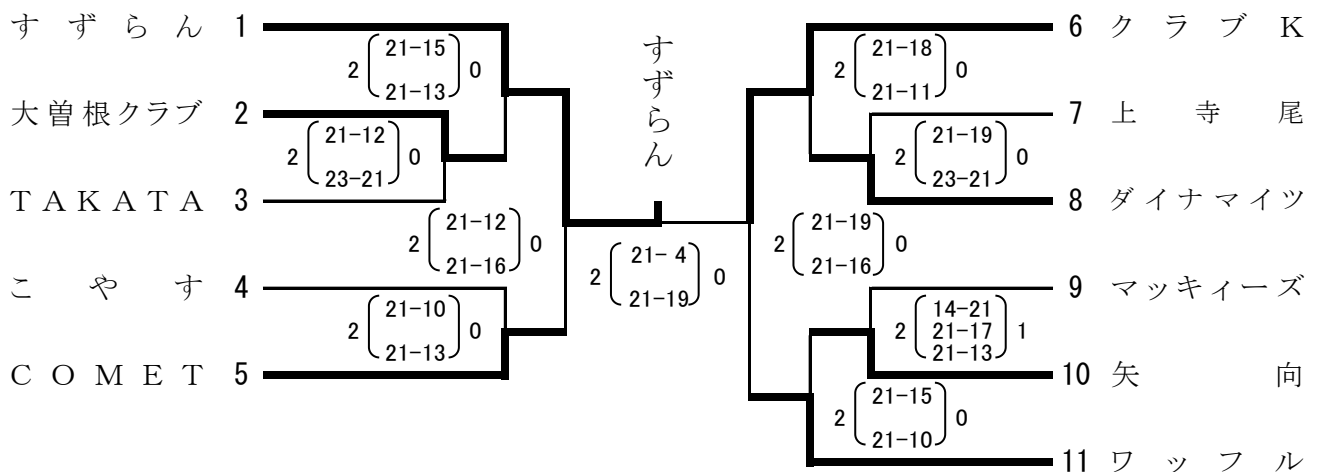 すずらん 1
大曽根クラブ 2
TAKATA 3
こやす 4
COMET 5
2 21-15 0
21-13
2 21-12 0
23-21
2 21-12 0
21-16
2 21-10 0
21-13
すずらん
2 21-4 0
21-19
6 クラブK
7 上寺尾
8 ダイナマイツ
9 マッキィーズ
10 矢向
11 ワッフル
2 21-18 0
21-11
2 21-19 0
23-21
2 21-19 0
21-16
14-21
2 21-17 1
21-13
2 21-15 0
21-10